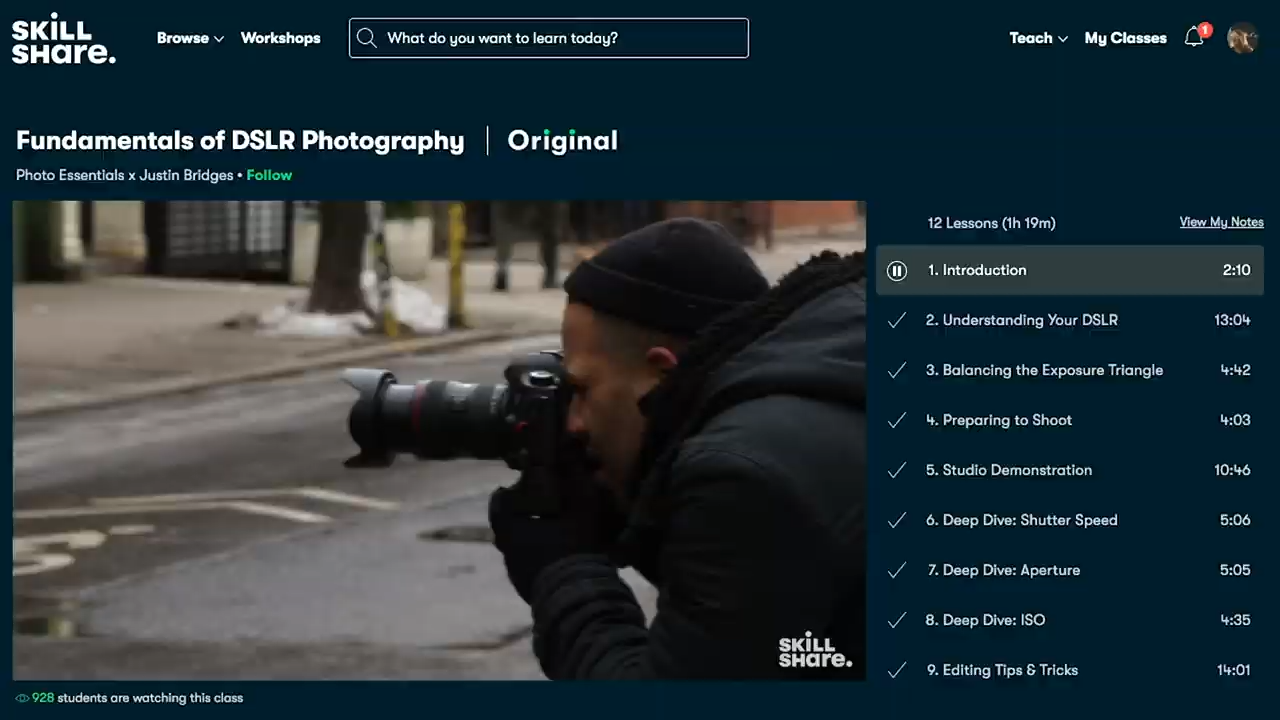 SKILL
SHARE.
Browse
Workshops
What do you want to learn today?
Teach
My Classes
1
Fundamentals of DSLR Photography | Original
Photo Essentials x Justin Bridges • Follow
12 Lessons (1h 19m)
View My Notes
1. Introduction 2:10
2. Understanding Your DSLR 13:04
3. Balancing the Exposure Triangle 4:42
4. Preparing to Shoot 4:03
5. Studio Demonstration 10:46
6. Deep Dive: Shutter Speed 5:06
7. Deep Dive: Aperture 5:05
8. Deep Dive: ISO 4:35
9. Editing Tips & Tricks 14:01
SKILL
SHARE.
928 students are watching this class